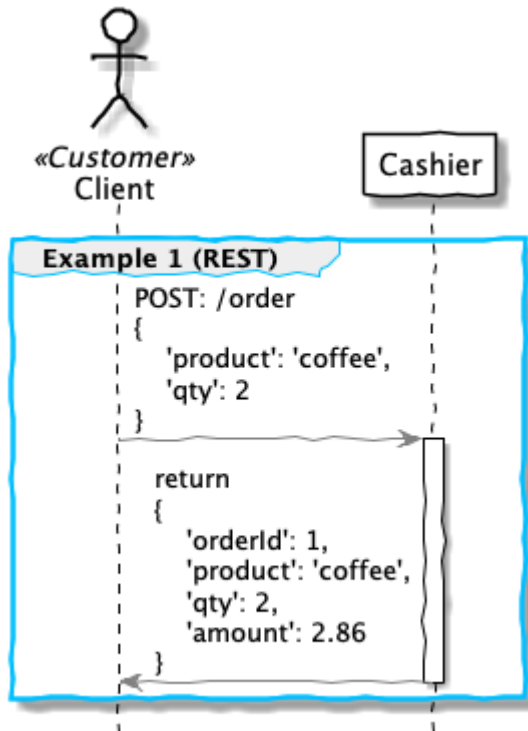 «Customer»
Client
Cashier
Example 1 (REST)
POST: /order
{
'product': 'coffee',
'qty': 2
}
return
{
'orderId': 1,
'product': 'coffee',
'qty': 2,
'amount': 2.86
}